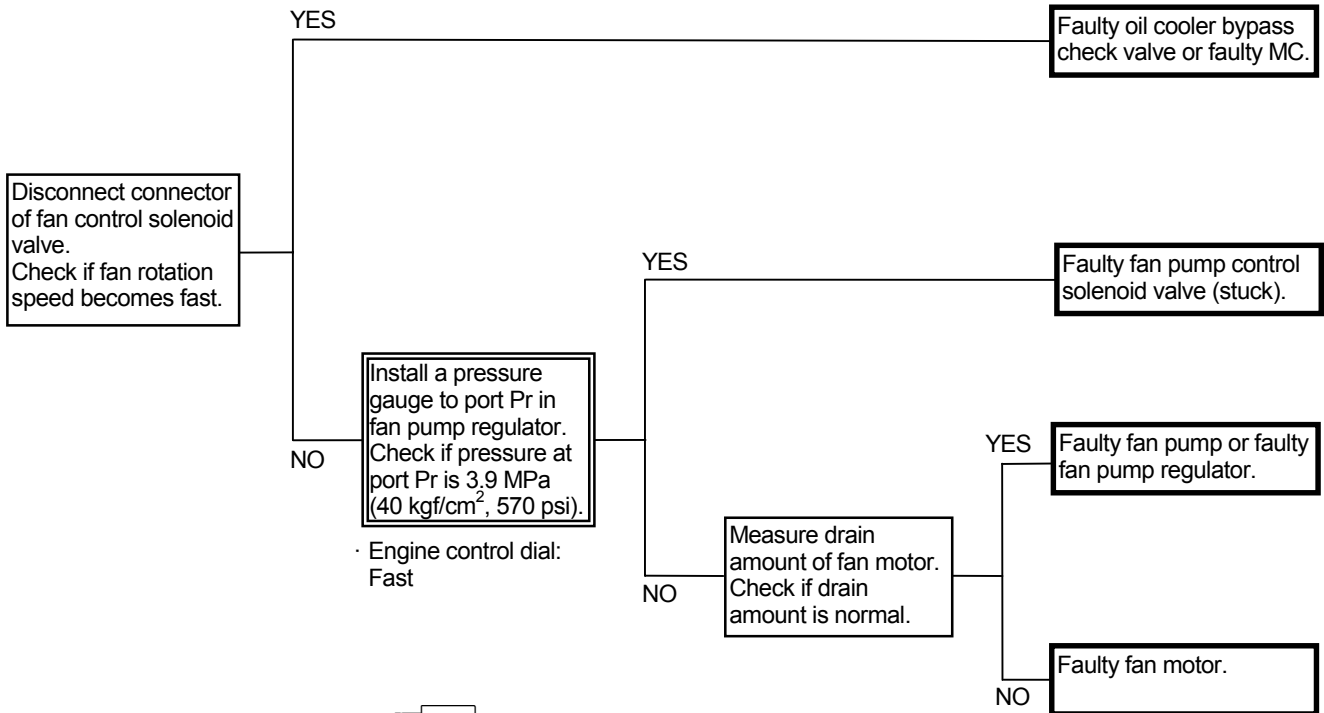 YES
Faulty oil cooler bypass
check valve or faulty MC.
Disconnect connector
of fan control solenoid
valve.
Check if fan rotation
speed becomes fast.
YES
Faulty fan pump control
solenoid valve (stuck).
NO
Install a pressure
gauge to port Pr in
fan pump regulator.
Check if pressure at
port Pr is 3.9 MPa
(40 kgf/cm², 570 psi).
· Engine control dial:
Fast
YES
Faulty fan pump or faulty
fan pump regulator.
NO
Measure drain
amount of fan motor.
Check if drain
amount is normal.
Faulty fan motor.
NO